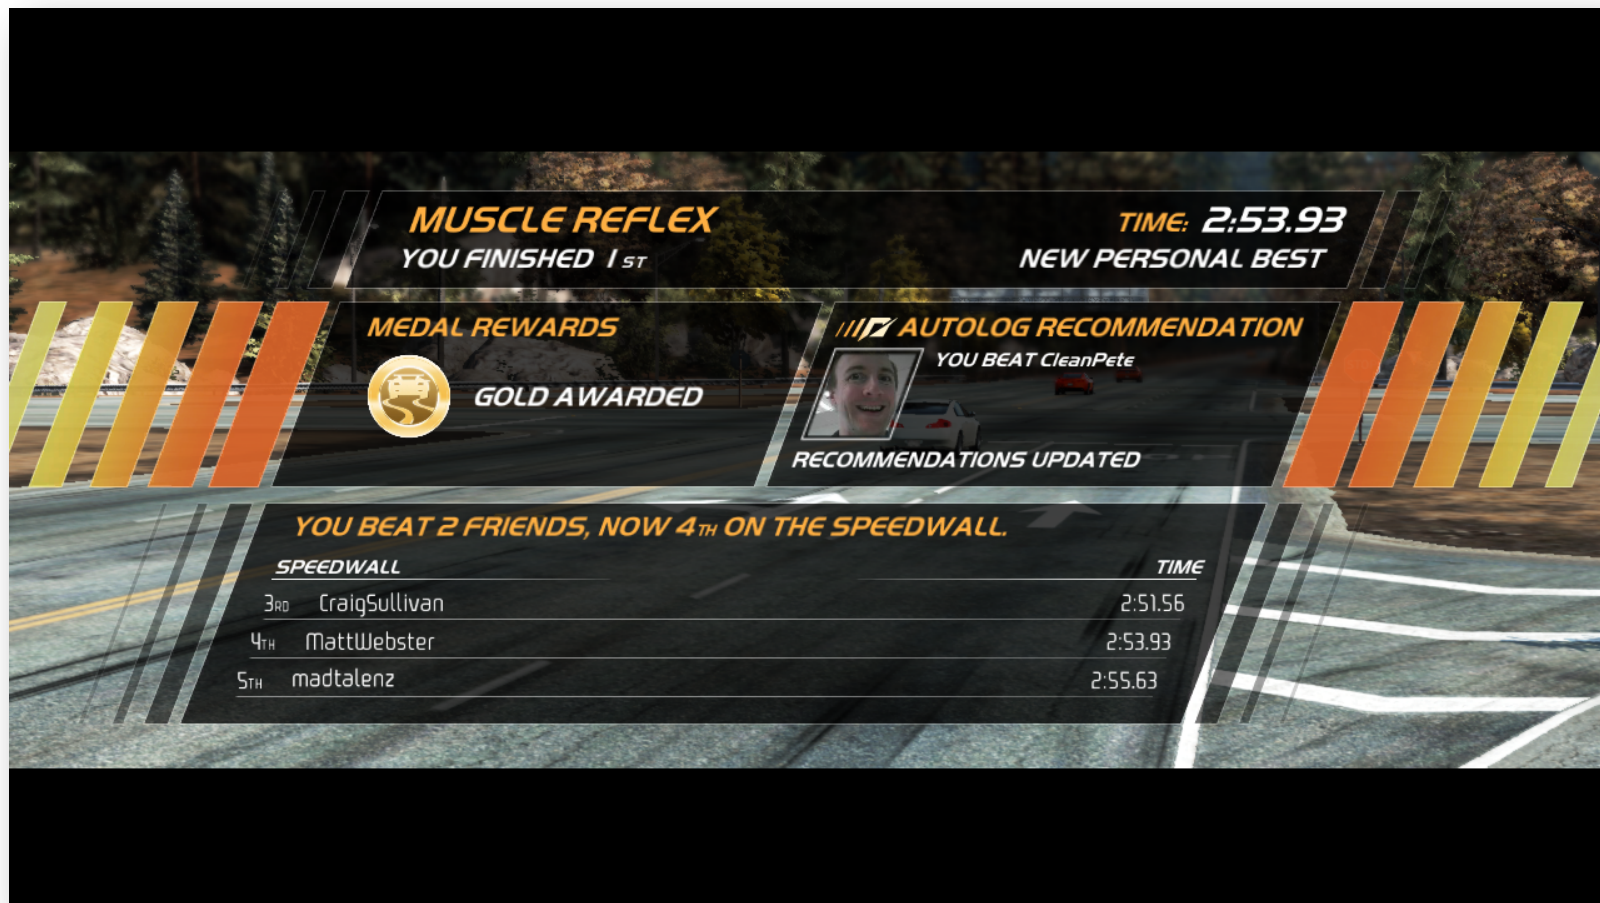 MUSCLE REFLEX
YOU FINISHED 1ST
TIME: 2:53.93
NEW PERSONAL BEST
MEDAL REWARDS
GOLD AWARDED
AUTOLOG RECOMMENDATION
YOU BEAT CleanPete
RECOMMENDATIONS UPDATED
YOU BEAT 2 FRIENDS, NOW 4TH ON THE SPEEDWALL.
SPEEDWALL TIME
3RD CraigSullivan 2:51.56
4TH MattWebster 2:53.93
5TH madtalenz 2:55.63